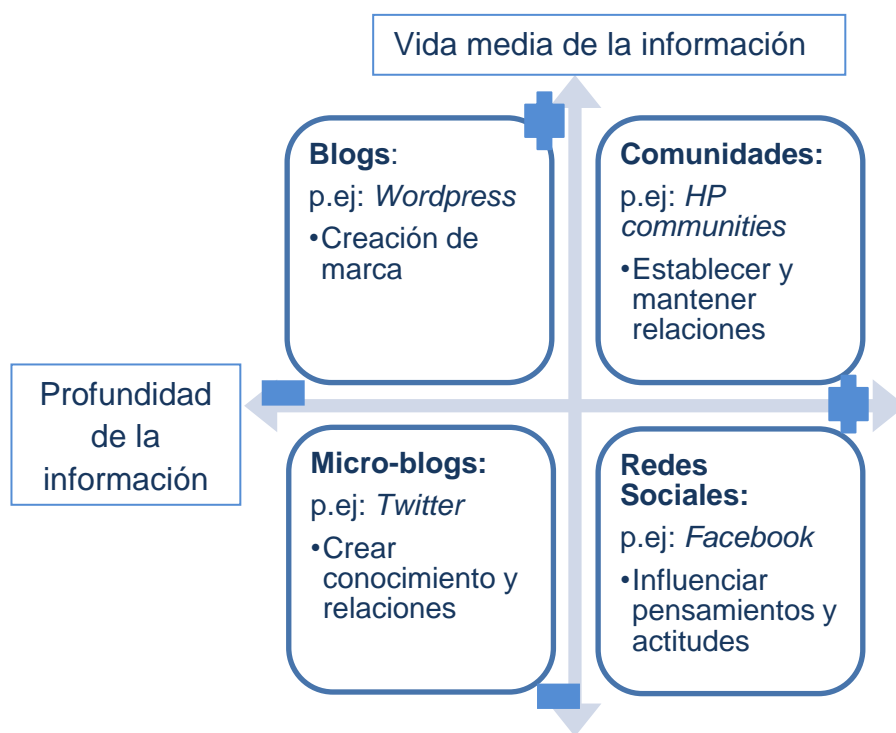 Vida media de la información
Blogs:
p.ej: Wordpress
•Creación de
marca
Comunidades:
p.ej: HP
communities
•Establecer y
mantener
relaciones
Profundidad
de la
información
Micro-blogs:
p.ej: Twitter
•Crear
conocimiento y
relaciones
Redes
Sociales:
p.ej: Facebook
•Influenciar
pensamientos y
actitudes